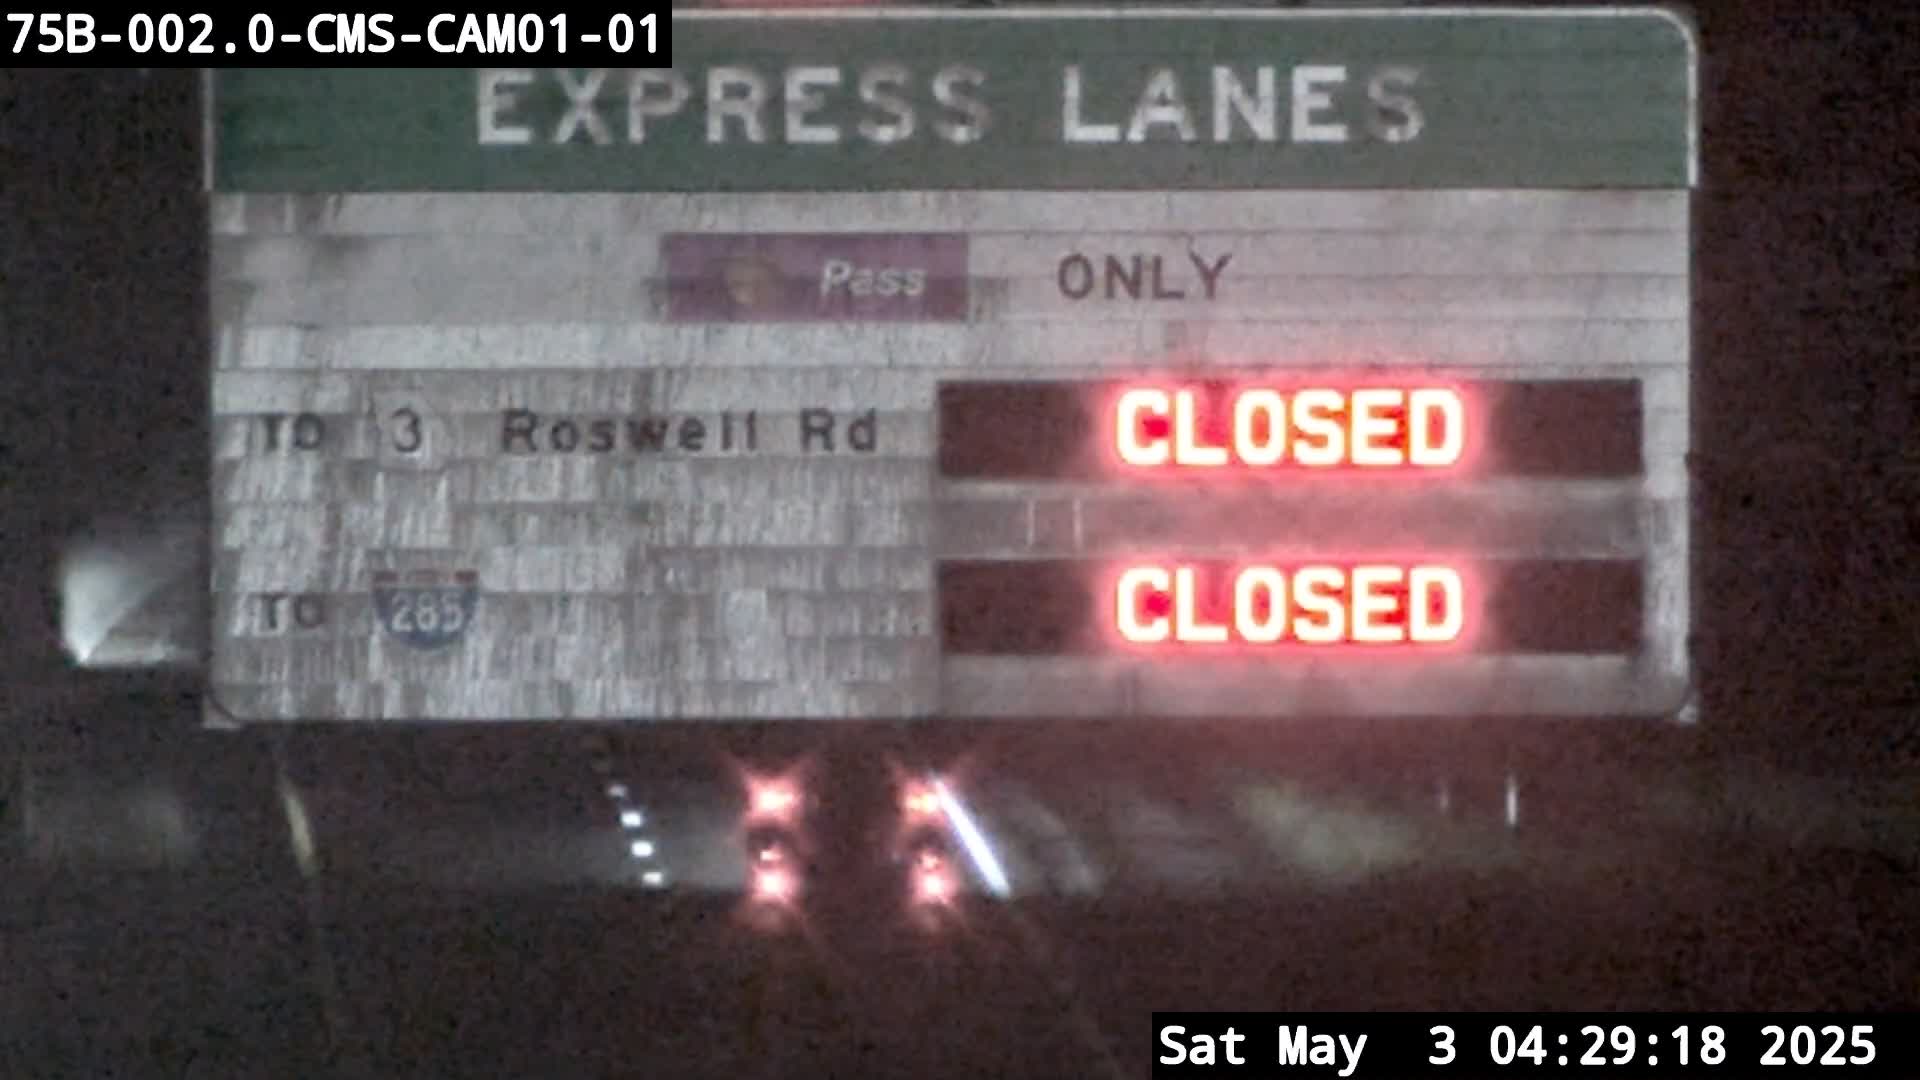 75B-002.0-CMS-CAM01-01
EXPRESS LANES
Pass ONLY
TO 3 Roswell Rd CLOSED
TO 285 CLOSED
Sat May 3 04:29:18 2025